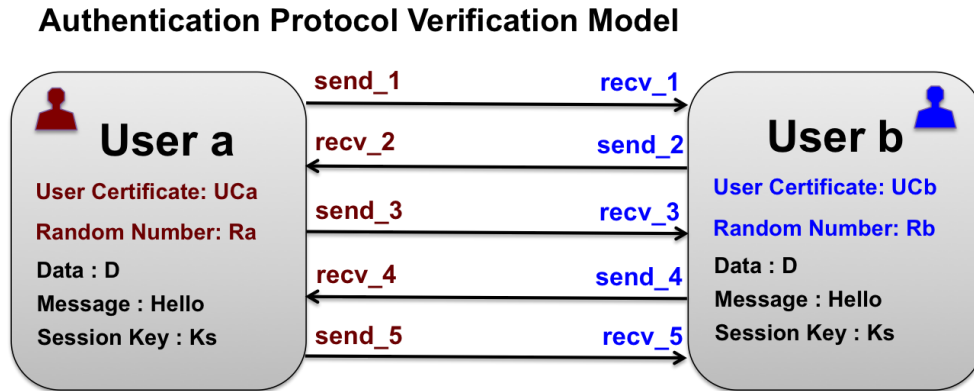 Authentication Protocol Verification Model
User a
User Certificate: UCa
Random Number: Ra
Data : D
Message : Hello
Session Key : Ks
send_1
recv_1
recv_2
send_2
send_3
recv_3
recv_4
send_4
send_5
recv_5
User b
User Certificate: UCb
Random Number: Rb
Data : D
Message : Hello
Session Key : Ks